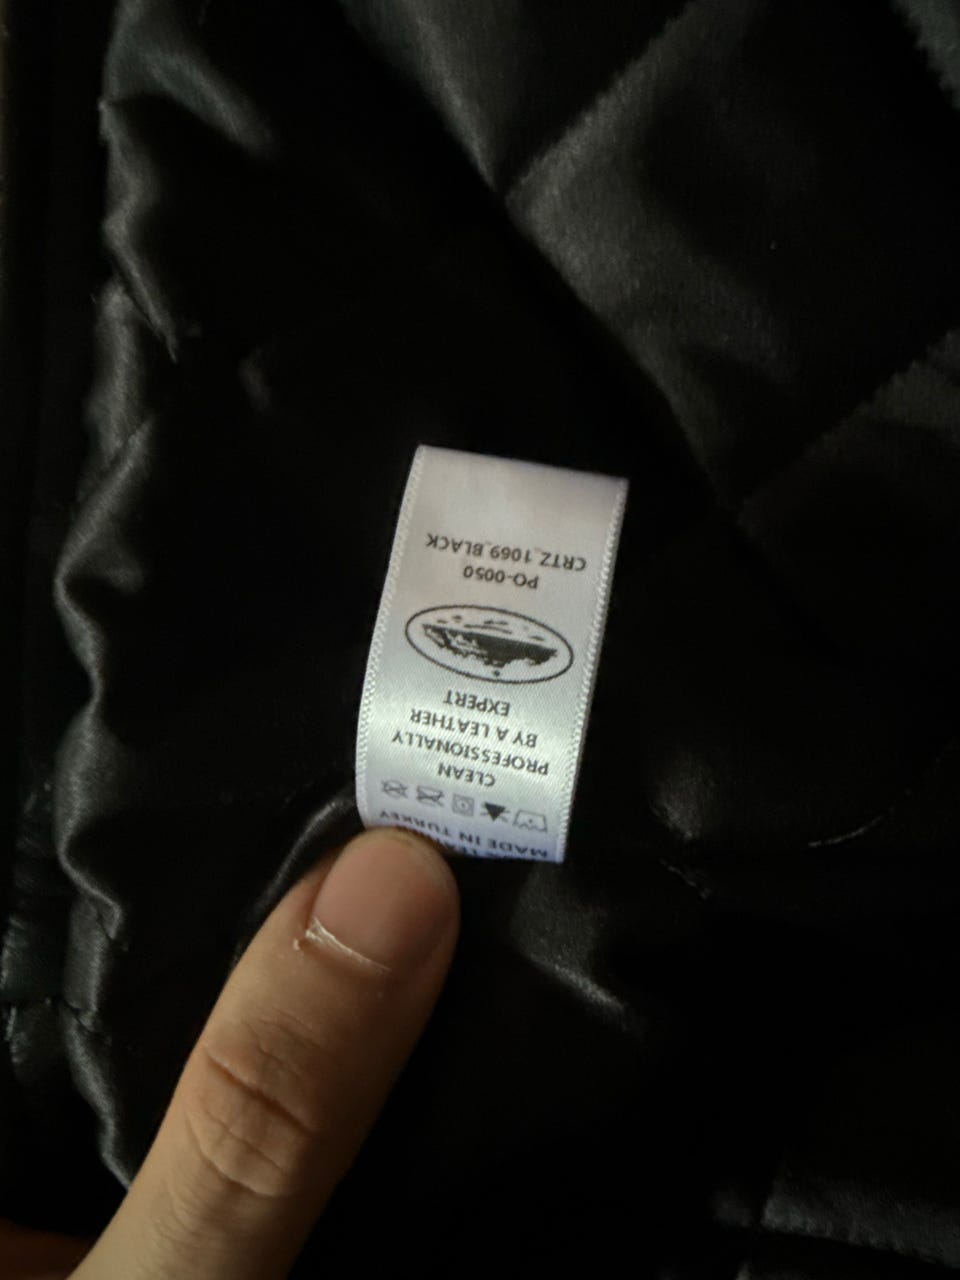 MADE IN TURKEY
CLEAN
PROFESSIONALLY
BY A LEATHER
EXPERT
PO-0050
CRTZ_1069_BLACK